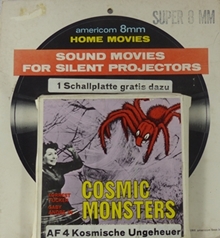 SUPER 8 MM
americom 8mm
HOME MOVIES
SOUND MOVIES
FOR SILENT PROJECTORS
1 Schallplatte gratis dazu
COSMIC
MONSTERS
AF 4 Kosmische Ungeheuer